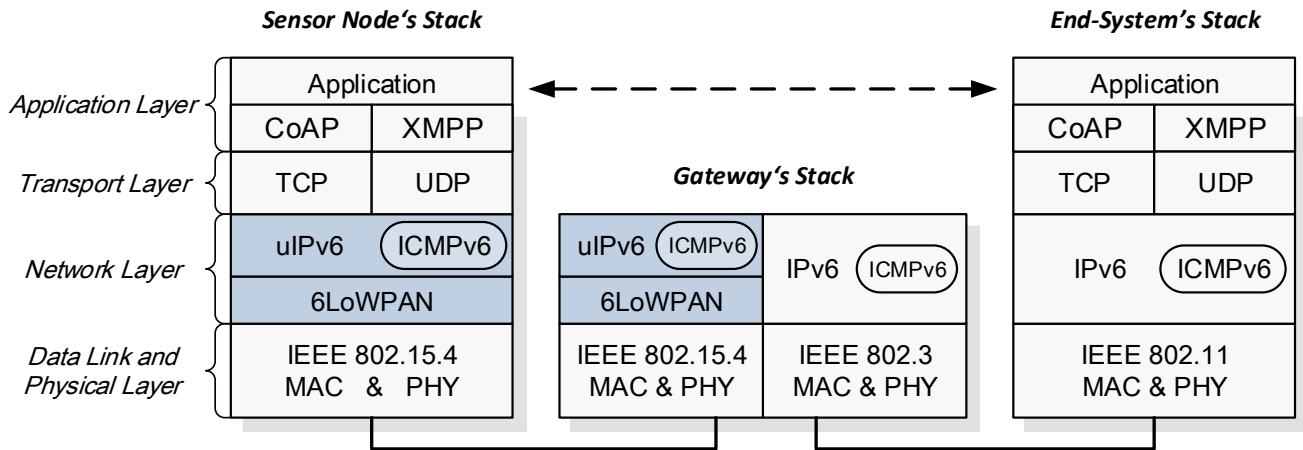 Sensor Node‘s Stack
End-System’s Stack
Application Layer
Application
Application
CoAP
XMPP
CoAP
XMPP
Transport Layer
TCP
UDP
Gateway‘s Stack
TCP
UDP
Network Layer
uIPv6
ICMPv6
uIPv6
ICMPv6
IPv6
ICMPv6
IPv6
ICMPv6
6LoWPAN
6LoWPAN
Data Link and
Physical Layer
IEEE 802.15.4
MAC & PHY
IEEE 802.15.4
MAC & PHY
IEEE 802.3
MAC & PHY
IEEE 802.11
MAC & PHY